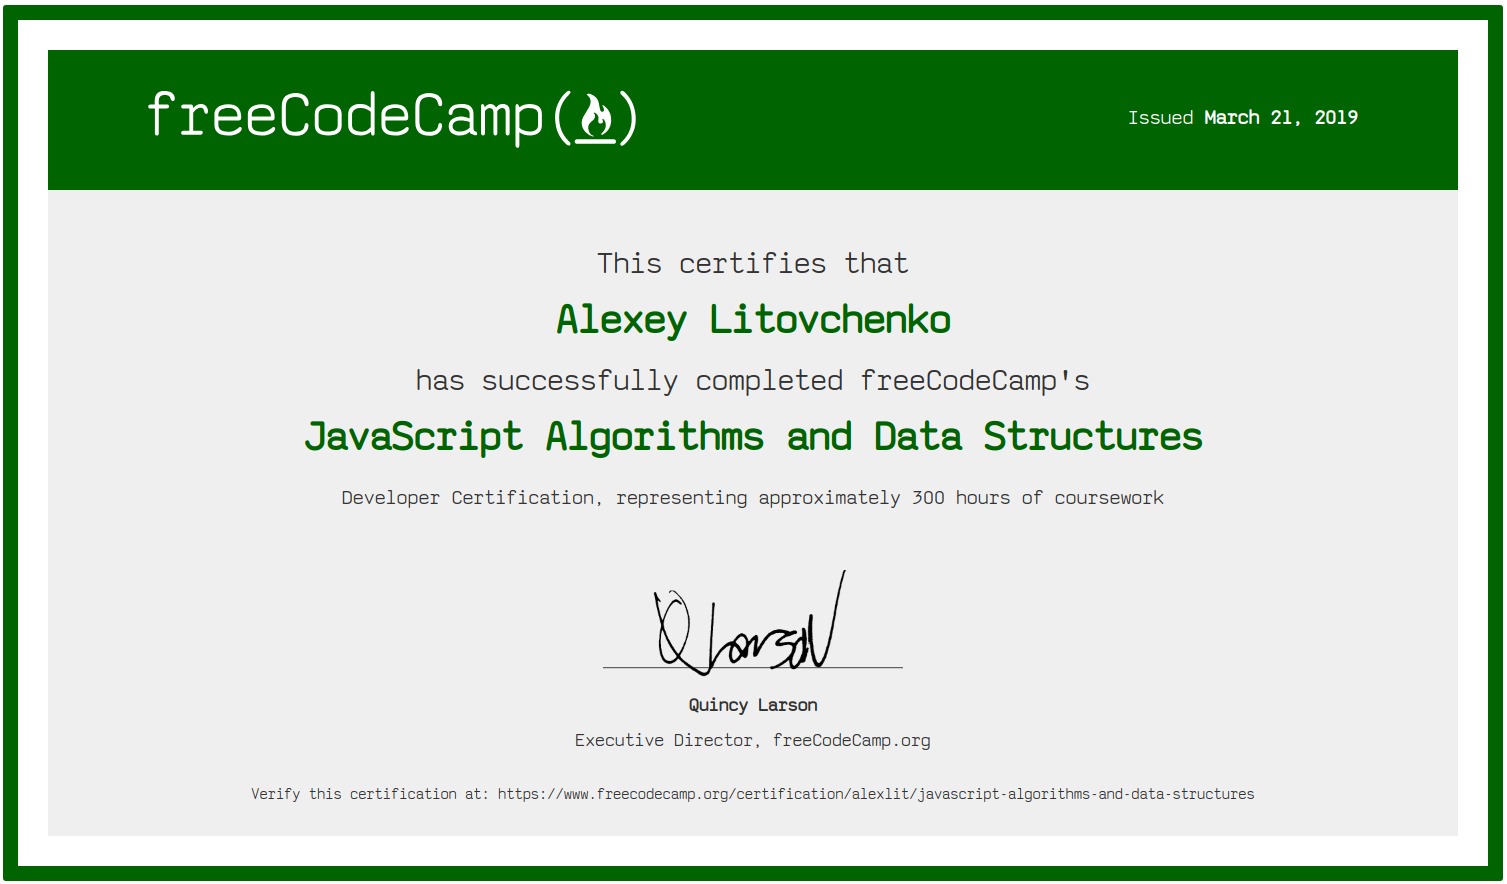 freeCodeCamp(🔥)
Issued March 21, 2019
This certifies that
Alexey Litovchenko
has successfully completed freeCodeCamp's
JavaScript Algorithms and Data Structures
Developer Certification, representing approximately 300 hours of coursework
Q Larson
Quincy Larson
Executive Director, freeCodeCamp.org
Verify this certification at: https://www.freecodecamp.org/certification/alexlit/javascript-algorithms-and-data-structures